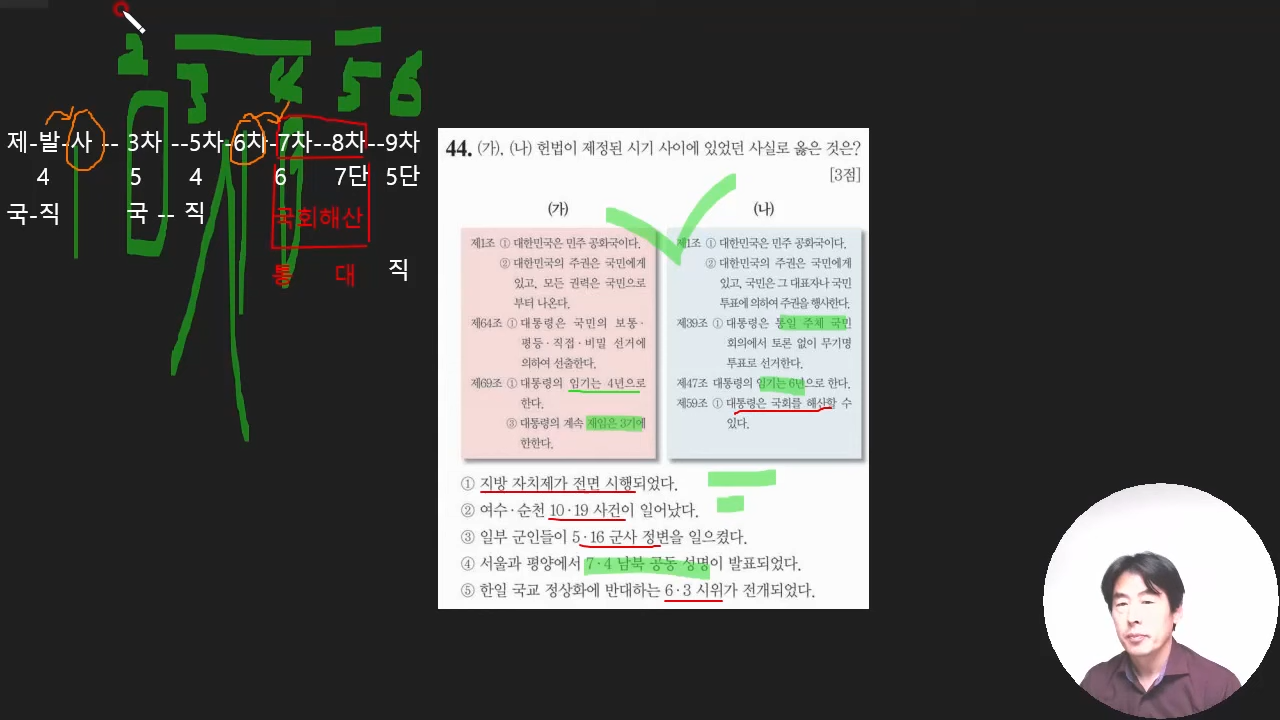 2 3 4 5 6
제-발-사 -- 3차 --5차-6차-7차--8차--9차
4 5 4 6 7단 5단
국-직 국 -- 직 국회해산
통 대 직
44. (가), (나) 헌법이 제정된 시기 사이에 있었던 사실로 옳은 것은?
[3점]
(가)
제1조 ① 대한민국은 민주 공화국이다.
② 대한민국의 주권은 국민에게
있고, 모든 권력은 국민으로
부터 나온다.
제64조 ① 대통령은 국민의 보통·
평등·직접·비밀 선거에
의하여 선출한다.
제69조 ① 대통령의 임기는 4년으로
한다.
③ 대통령의 계속 재임은 3기에
한한다.
(나)
제1조 ① 대한민국은 민주 공화국이다.
② 대한민국의 주권은 국민에게
있고, 국민은 그 대표자나 국민
투표에 의하여 주권을 행사한다.
제39조 ① 대통령은 통일 주체 국민
회의에서 토론 없이 무기명
투표로 선거한다.
제47조 대통령의 임기는 6년으로 한다.
제59조 ① 대통령은 국회를 해산할 수
있다.
① 지방 자치제가 전면 시행되었다.
② 여수·순천 10·19 사건이 일어났다.
③ 일부 군인들이 5·16 군사 정변을 일으켰다.
④ 서울과 평양에서 7·4 남북 공동 성명이 발표되었다.
⑤ 한일 국교 정상화에 반대하는 6·3 시위가 전개되었다.